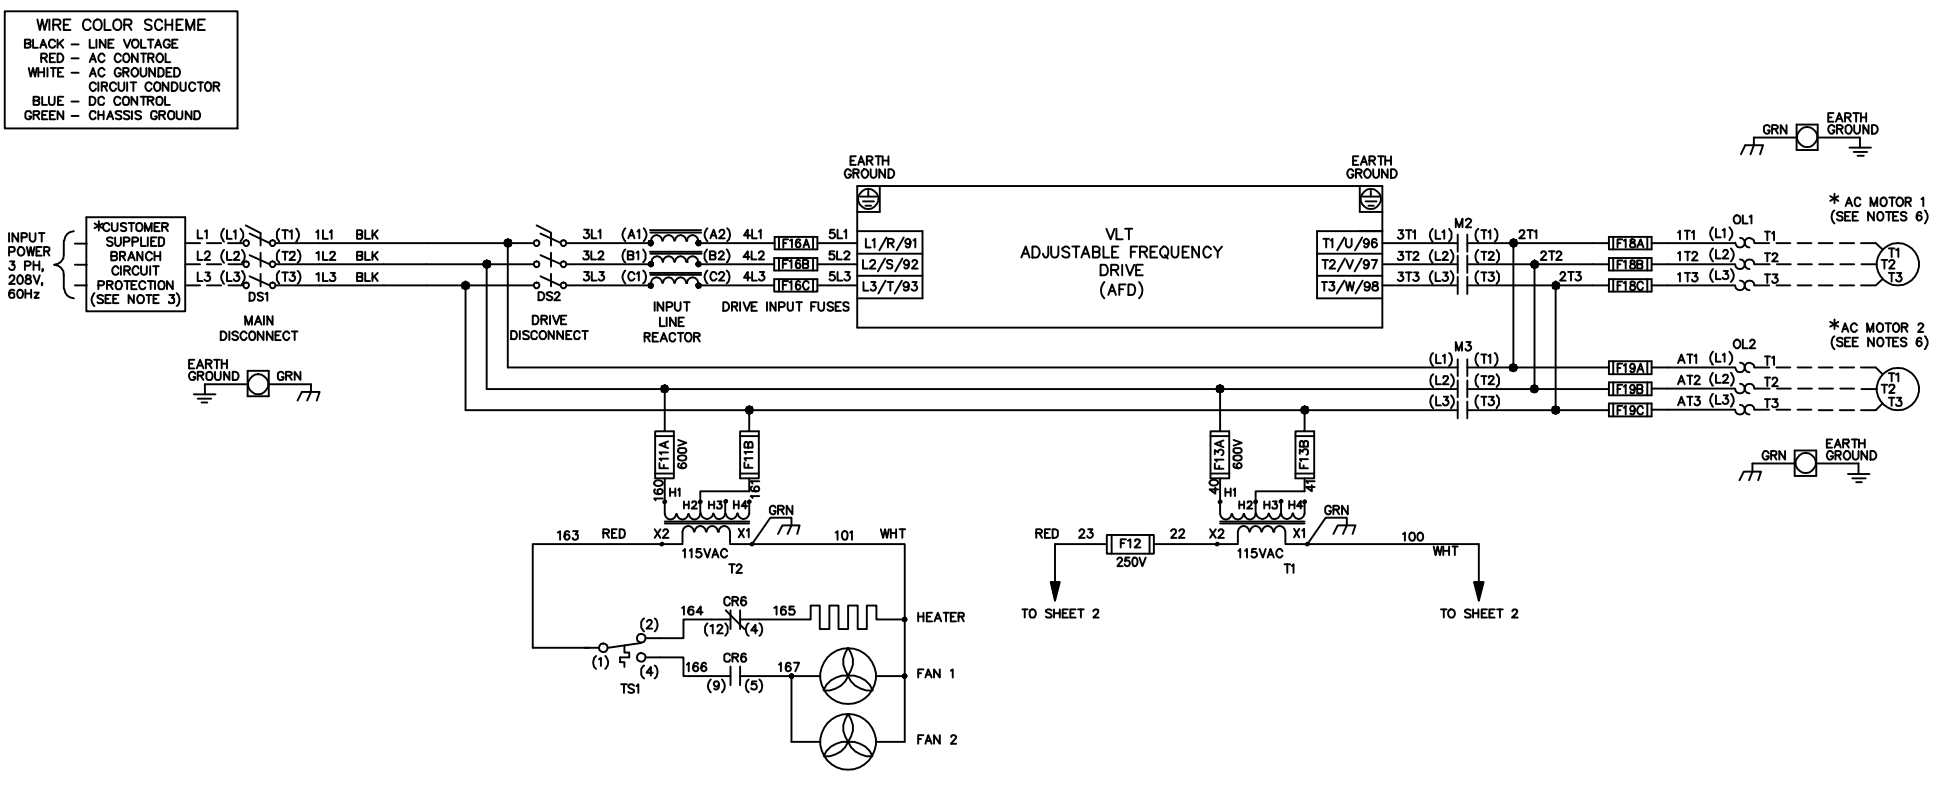 WIRE COLOR SCHEME
BLACK – LINE VOLTAGE
RED – AC CONTROL
WHITE – AC GROUNDED
CIRCUIT CONDUCTOR
BLUE – DC CONTROL
GREEN – CHASSIS GROUND
INPUT
POWER
3 PH,
208V,
60Hz
*CUSTOMER
SUPPLIED
BRANCH
CIRCUIT
PROTECTION
(SEE NOTE 3)
L1 (L1) (T1) 1L1 BLK
L2 (L2) (T2) 1L2 BLK
L3 (L3) (T3) 1L3 BLK
DS1
MAIN
DISCONNECT
EARTH
GROUND
GRN
3L1 (A1) (A2) 4L1 F16A 5L1
3L2 (B1) (B2) 4L2 F16B 5L2
3L3 (C1) (C2) 4L3 F16C 5L3
DS2
DRIVE
DISCONNECT
INPUT
LINE
REACTOR
DRIVE INPUT FUSES
EARTH
GROUND
L1/R/91
L2/S/92
L3/T/93
VLT
ADJUSTABLE FREQUENCY
DRIVE
(AFD)
EARTH
GROUND
T1/U/96
T2/V/97
T3/W/98
M2
3T1 (L1) (T1) 2T1 F18A 1T1 (L1) T1
3T2 (L2) (T2) 2T2 F18B 1T2 (L2) T2
3T3 (L3) (T3) 2T3 F18C 1T3 (L3) T3
OL1
GRN
EARTH
GROUND
* AC MOTOR 1
(SEE NOTES 6)
T1
T2
T3
M3
(L1) (T1) F19A AT1 (L1) T1
(L2) (T2) F19B AT2 (L2) T2
(L3) (T3) F19C AT3 (L3) T3
OL2
* AC MOTOR 2
(SEE NOTES 6)
T1
T2
T3
GRN
EARTH
GROUND
F11A
600V
F11B
160
161
H1
H2 H3 H4
GRN
163 RED X2 X1 101 WHT
115VAC
T2
F13A
600V
F13B
40
41
H1
H2 H3 H4
GRN
RED 23 F12 22 X2 X1 100
WHT
250V
115VAC
T1
TO SHEET 2
TO SHEET 2
164 CR6 165
(12) (4)
HEATER
(2)
(1)
(4)
TS1
166 CR6 167
(9) (5)
FAN 1
FAN 2